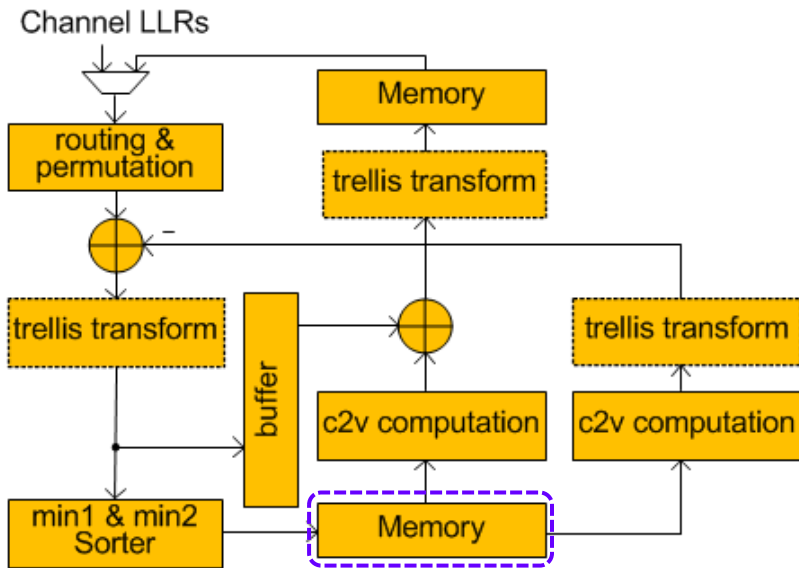 Channel LLRs
Memory
routing &
permutation
trellis transform
−
trellis transform
buffer
trellis transform
c2v computation
c2v computation
min1 & min2
Sorter
Memory